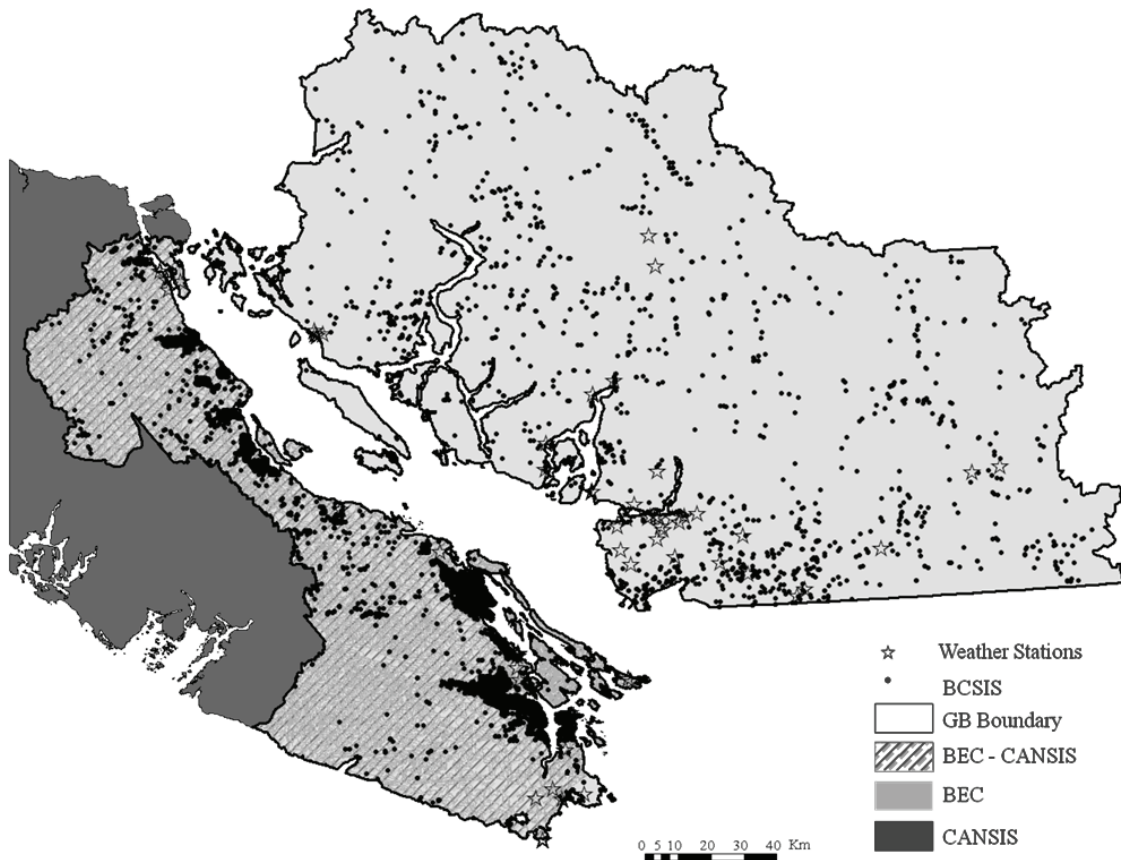 Weather Stations
BCSIS
GB Boundary
BEC - CANSIS
BEC
CANSIS
0 5 10 20 30 40 Km